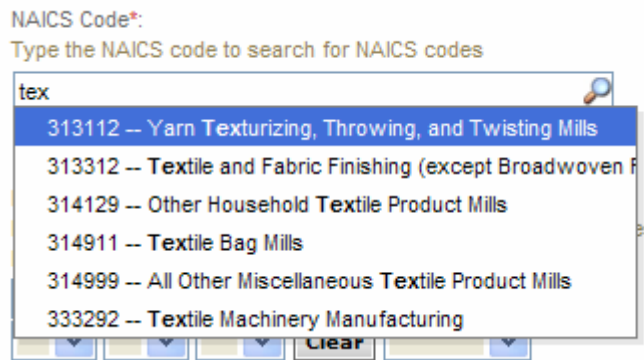 NAICS Code*:
Type the NAICS code to search for NAICS codes
tex
313112 -- Yarn Texturizing, Throwing, and Twisting Mills
313312 -- Textile and Fabric Finishing (except Broadwoven
314129 -- Other Household Textile Product Mills
314911 -- Textile Bag Mills
314999 -- All Other Miscellaneous Textile Product Mills
333292 -- Textile Machinery Manufacturing
Clear